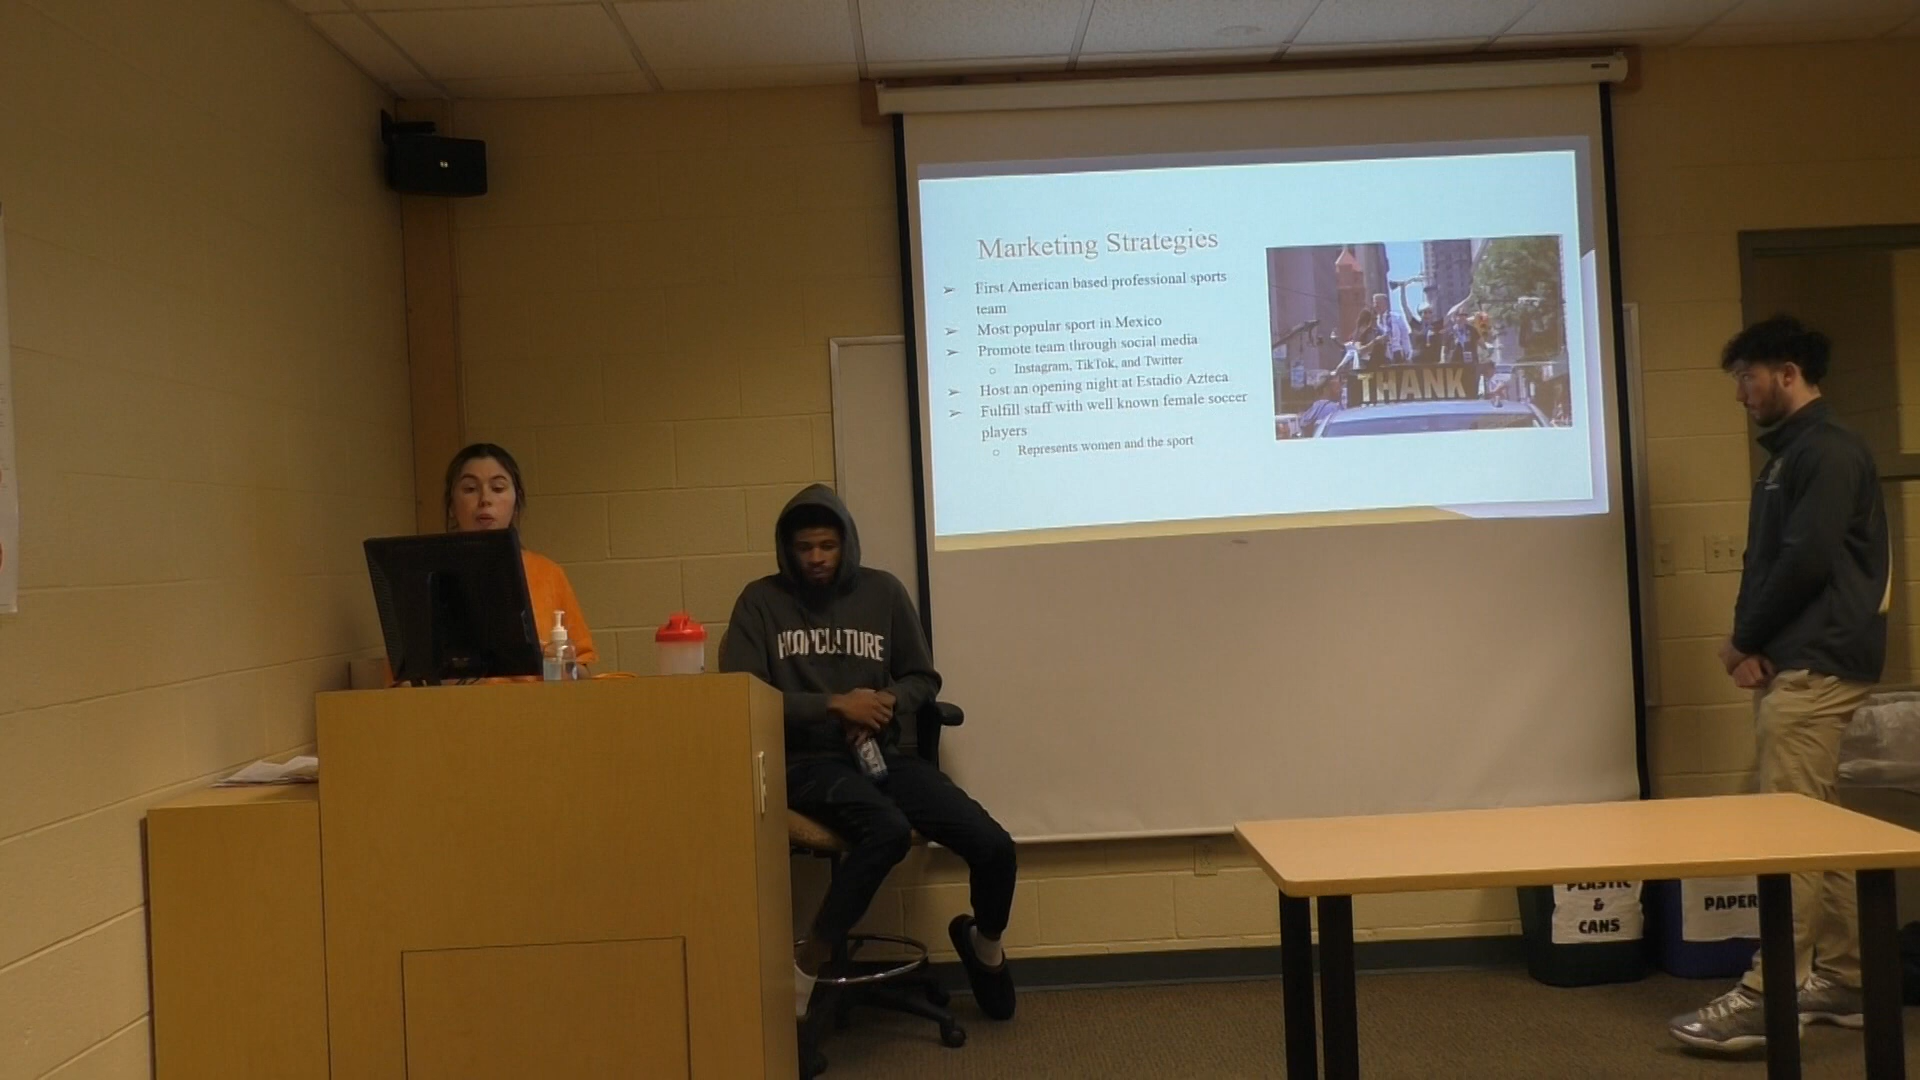 Marketing Strategies
➢ First American based professional sports
team
➢ Most popular sport in Mexico
➢ Promote team through social media
○ Instagram, TikTok, and Twitter
➢ Host an opening night at Estadio Azteca
➢ Fulfill staff with well known female soccer
players
○ Represents women and the sport
THANK
HOOPCULTURE
PLASTIC
&
CANS
PAPER